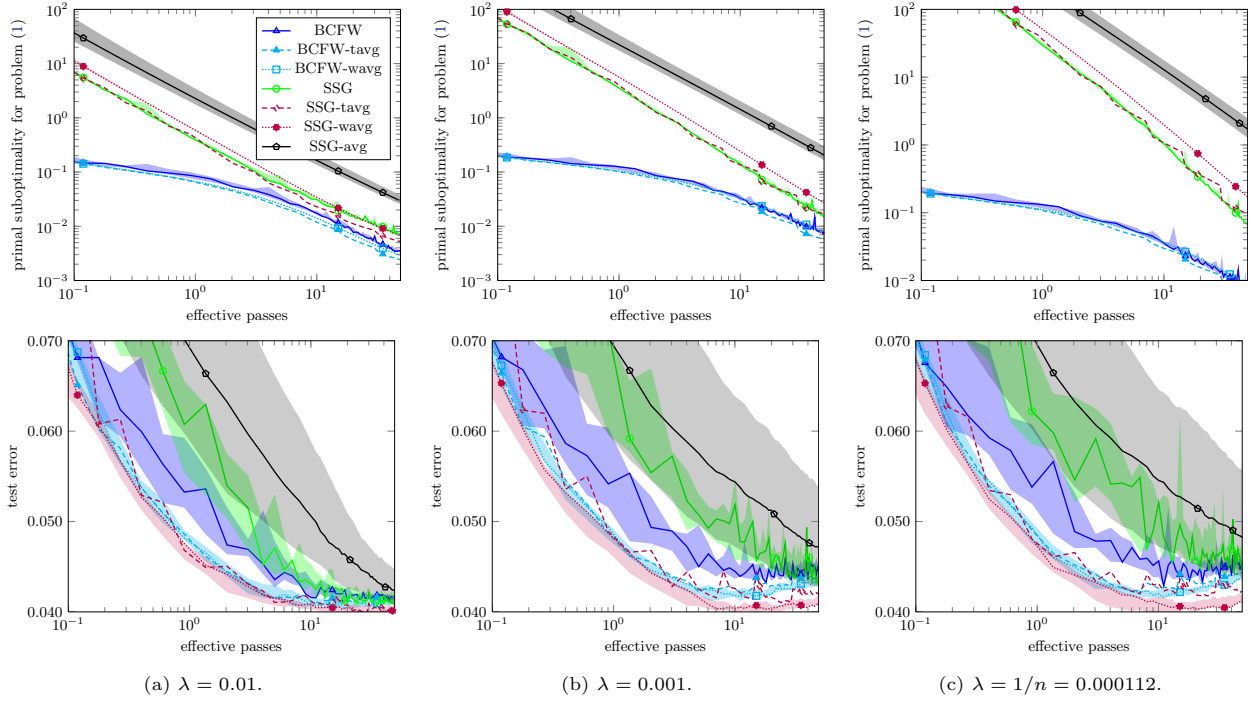 primal suboptimality for problem (1)
10^2
10^1
10^0
10^−1
10^−2
10^−3
10^−1
10^0
10^1
effective passes
BCFW
BCFW-tavg
BCFW-wavg
SSG
SSG-tavg
SSG-wavg
SSG-avg
primal suboptimality for problem (1)
10^2
10^1
10^0
10^−1
10^−2
10^−3
10^−1
10^0
10^1
effective passes
primal suboptimality for problem (1)
10^2
10^1
10^0
10^−1
10^−2
10^−1
10^0
10^1
effective passes
test error
0.070
0.060
0.050
0.040
10^−1
10^0
10^1
effective passes
(a) λ = 0.01.
test error
0.070
0.060
0.050
0.040
10^−1
10^0
10^1
effective passes
(b) λ = 0.001.
test error
0.070
0.060
0.050
0.040
10^−1
10^0
10^1
effective passes
(c) λ = 1/n = 0.000112.